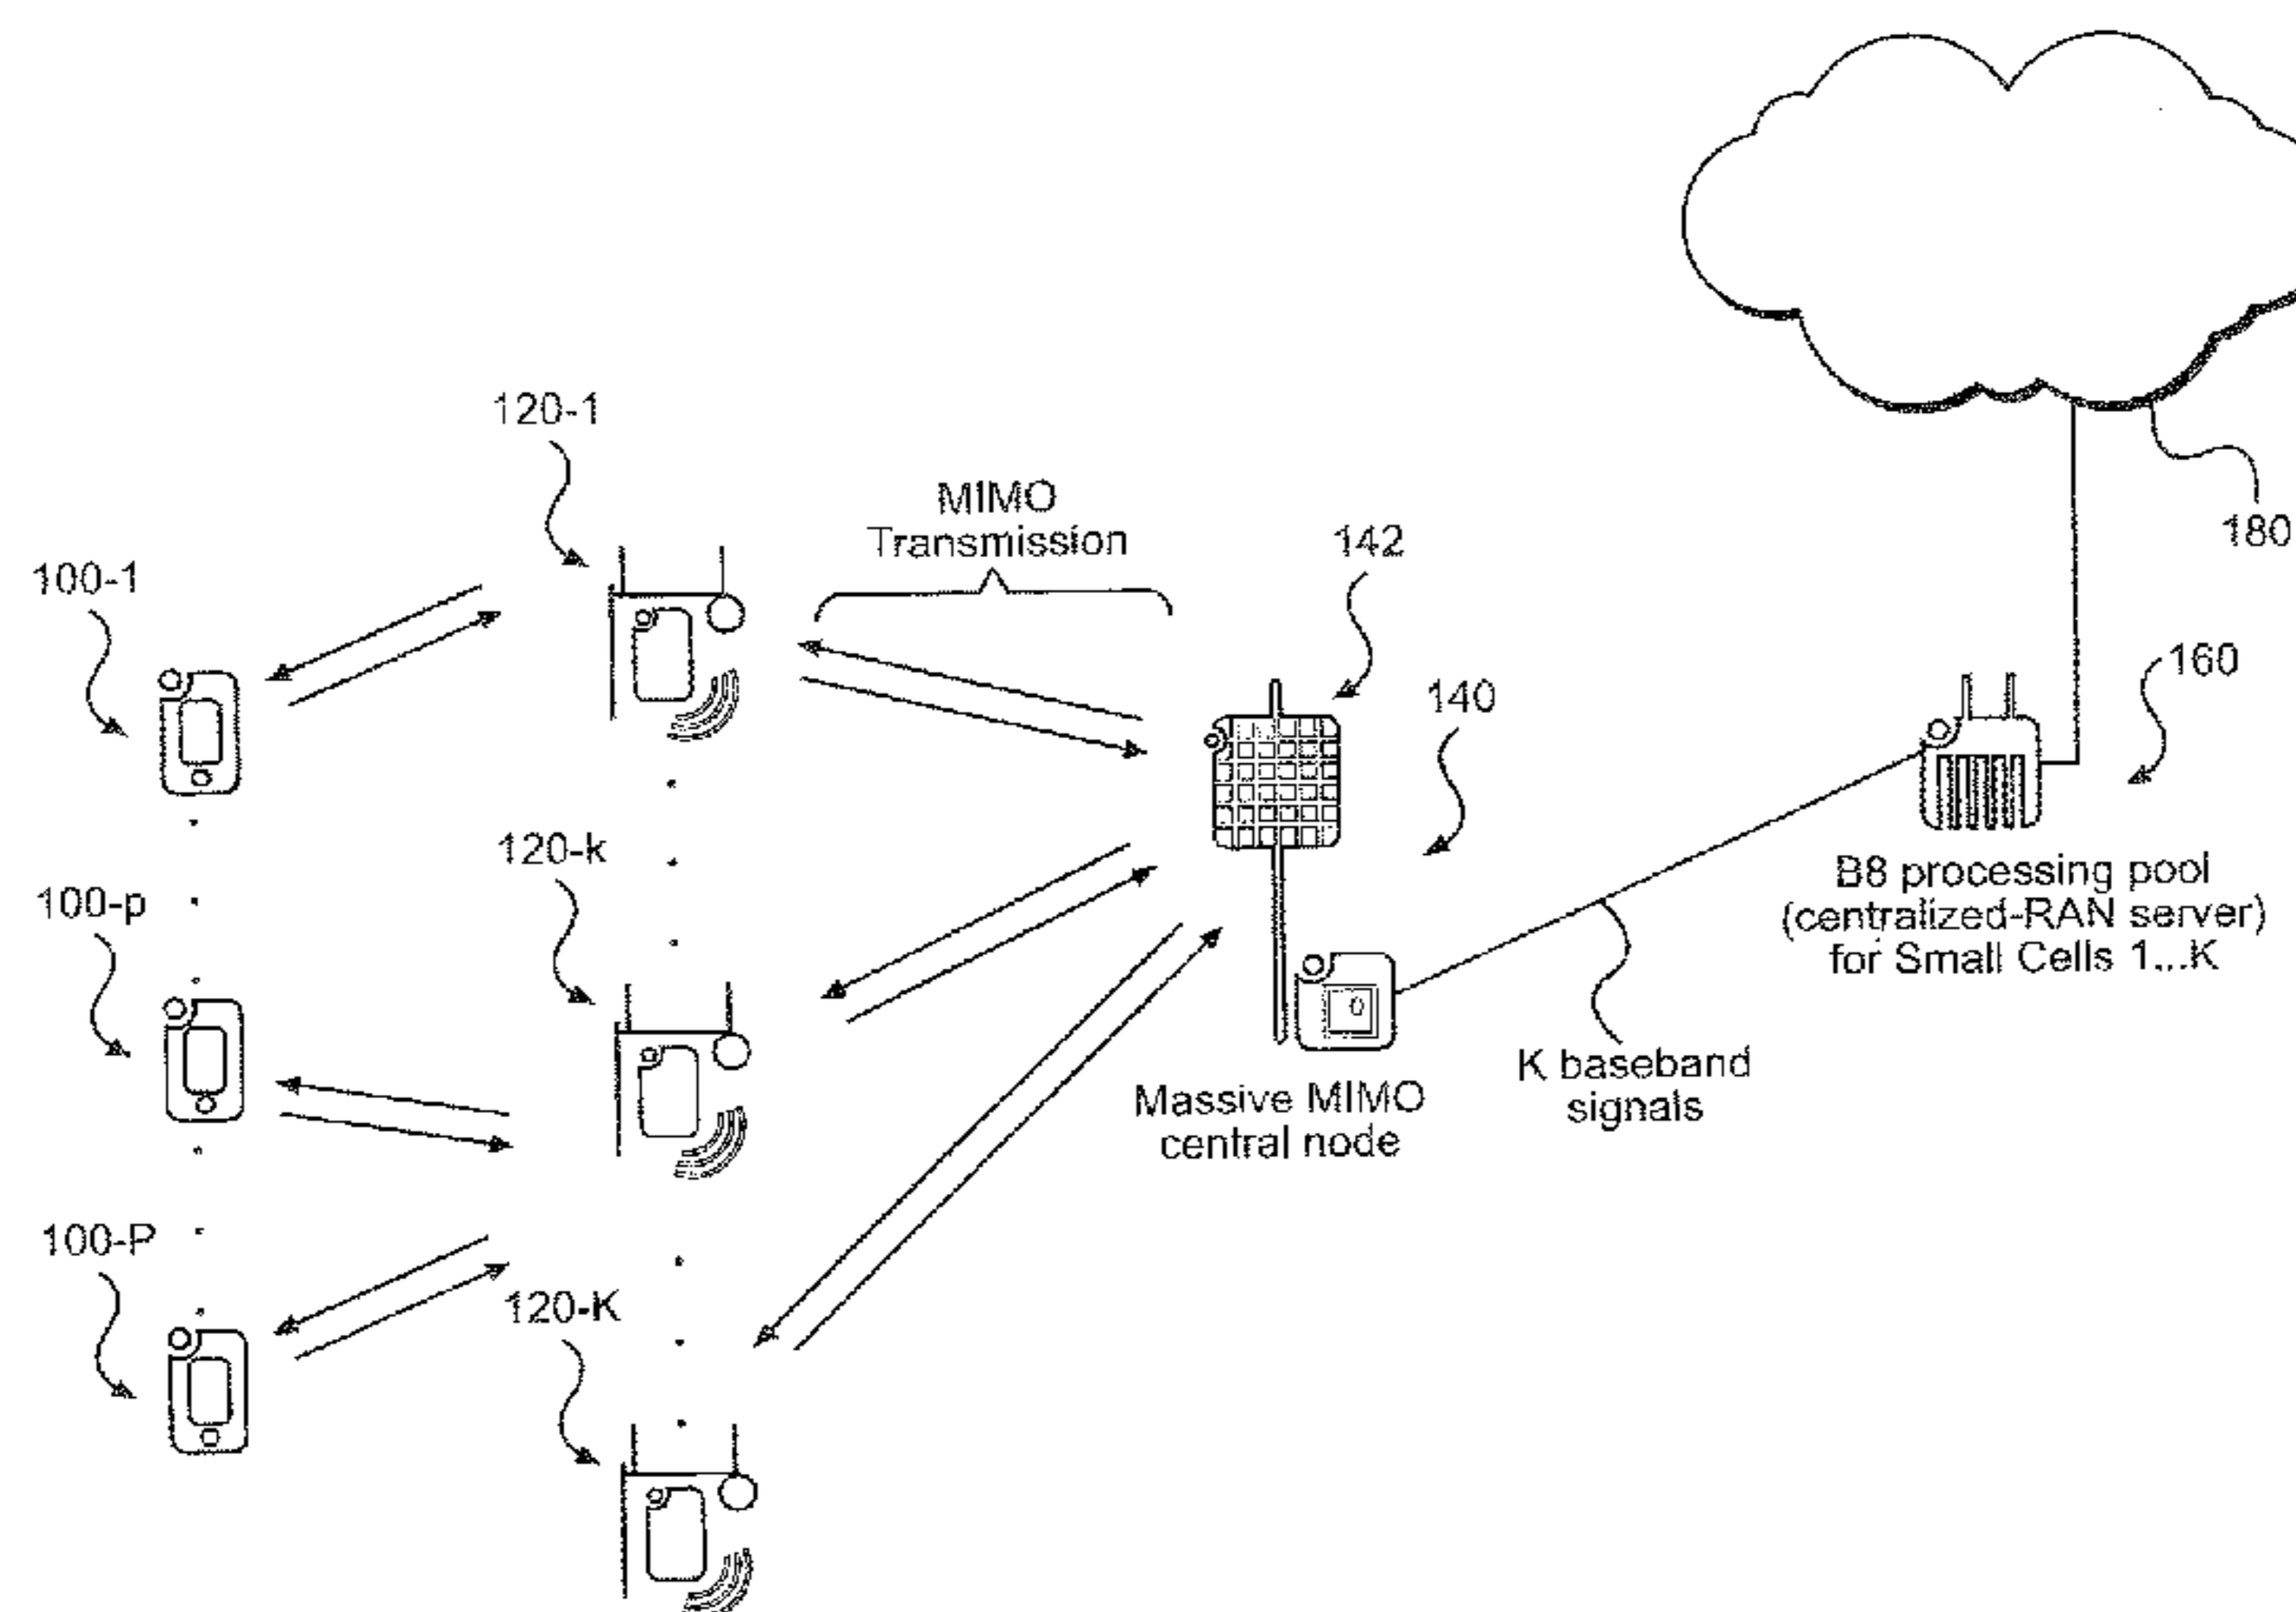 120-1
MIMO
Transmission
142
180
100-1
160
140
120-k
B8 processing pool
(centralized-RAN server)
for Small Cells 1...K
100-p
K baseband
signals
Massive MIMO
central node
100-P
120-K
0